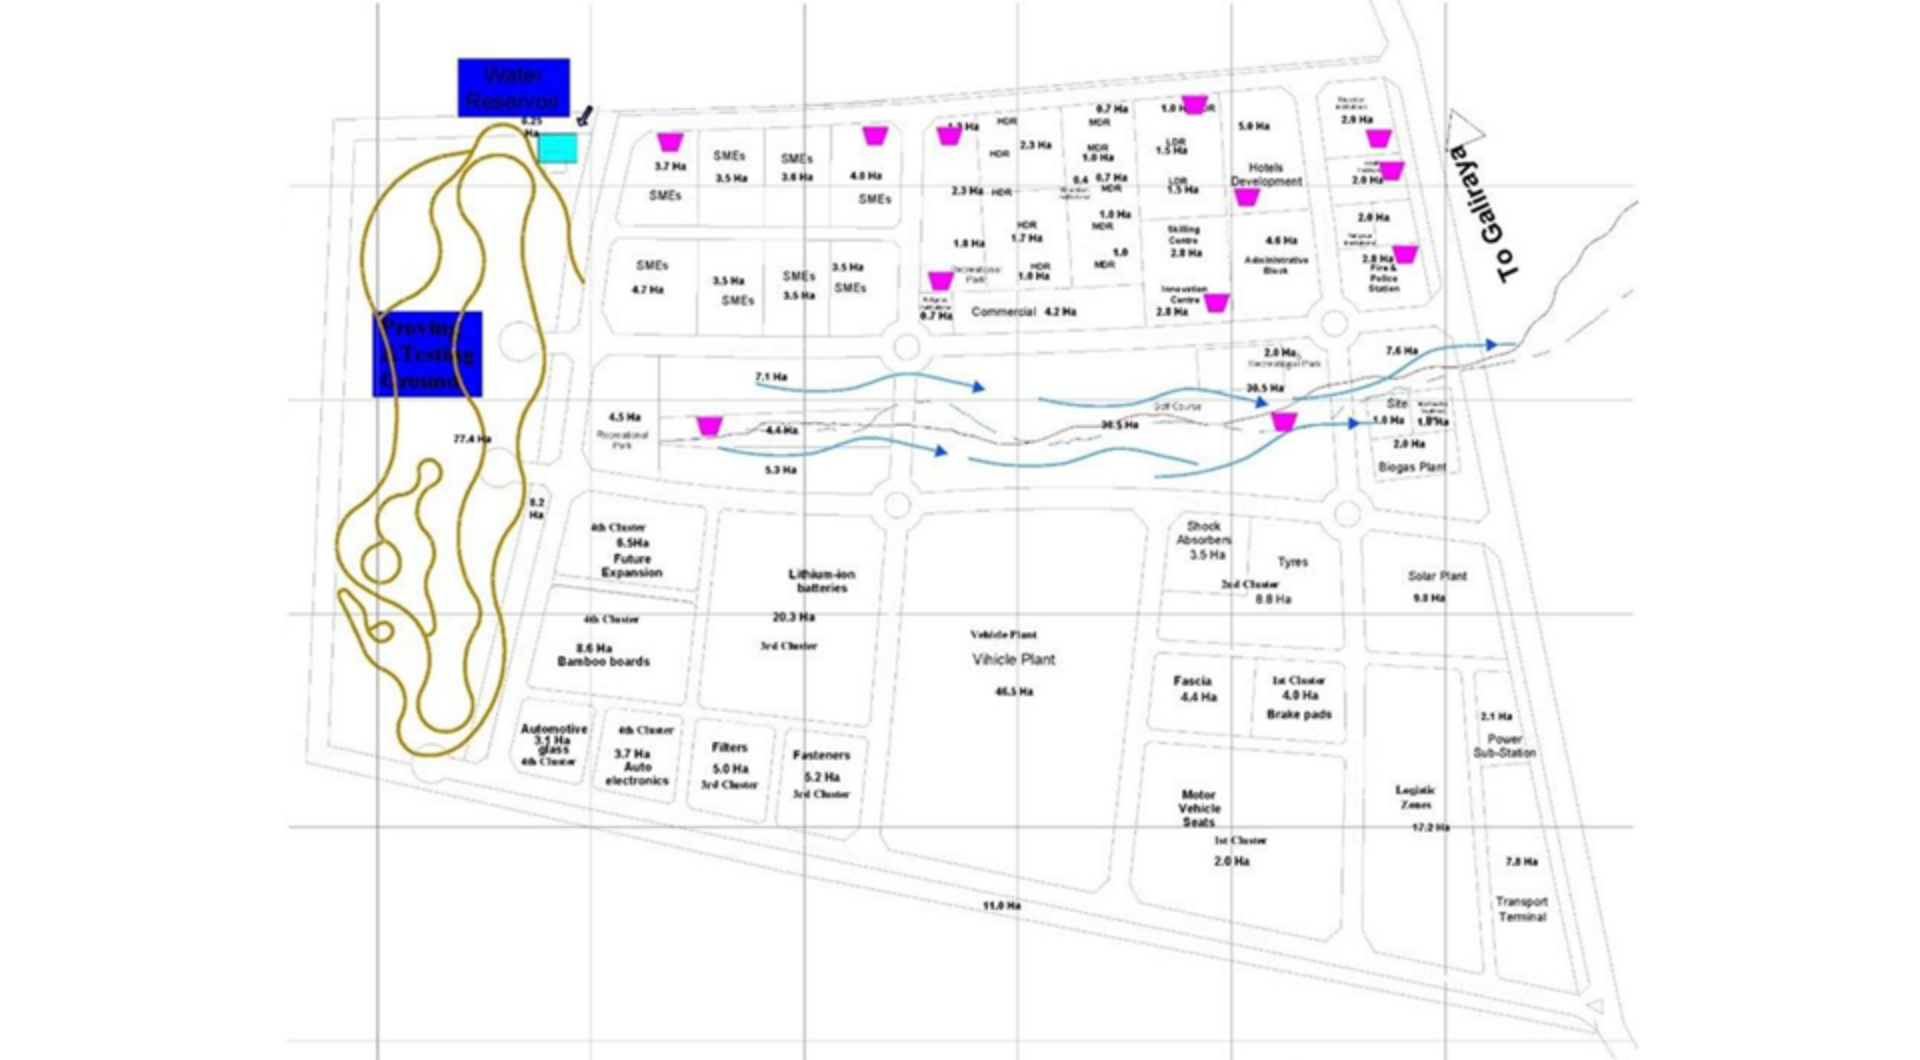 Water
Reservoir
0.25
Ha
Proving
&Testing
Ground
77.4 Ha
8.2
Ha
3.7 Ha
SMEs
SMEs
3.5 Ha
SMEs
3.6 Ha
4.0 Ha
SMEs
SMEs
4.7 Ha
3.5 Ha
SMEs
SMEs
3.5 Ha
3.5 Ha
SMEs
HDR
HDR
2.3 Ha
2.3 Ha
HDR
1.8 Ha
HDR
1.7 Ha
HDR
1.0 Ha
Recreational
Park
0.7 Ha
Commercial 4.2 Ha
0.7 Ha
MDR
MDR
1.0 Ha
0.4
0.7 Ha
MDR
1.0 Ha
MDR
1.0
MDR
LDR
1.5 Ha
LDR
1.5 Ha
Skilling
Centre
2.8 Ha
Innovation
Centre
2.8 Ha
5.0 Ha
Hotels
Development
4.6 Ha
Administrative
Block
2.0 Ha
2.0 Ha
2.0 Ha
2.0 Ha
Fire &
Police
Station
To Galiraya
7.1 Ha
4.5 Ha
Recreational
Park
4.4 Ha
5.3 Ha
2.0 Ha
Recreational Park
30.5 Ha
Golf Course
30.5 Ha
7.6 Ha
Site
1.0 Ha
2.0 Ha
Biogas Plant
4th Cluster
6.5Ha
Future
Expansion
Lithium-ion
batteries
20.3 Ha
3rd Cluster
4th Cluster
8.6 Ha
Bamboo boards
Automotive
3.1 Ha
glass
4th Cluster
4th Cluster
3.7 Ha
Auto
electronics
Filters
5.0 Ha
3rd Cluster
Fasteners
5.2 Ha
3rd Cluster
Vehicle Plant
Vihicle Plant
46.5 Ha
Shock
Absorbers
3.5 Ha
Tyres
2nd Cluster
8.8 Ha
Solar Plant
9.0 Ha
Fascia
4.4 Ha
1st Cluster
4.0 Ha
Brake pads
2.1 Ha
Power
Sub-Station
Motor
Vehicle
Seats
1st Cluster
2.0 Ha
Logistic
Zones
17.2 Ha
7.8 Ha
Transport
Terminal
11.0 Ha